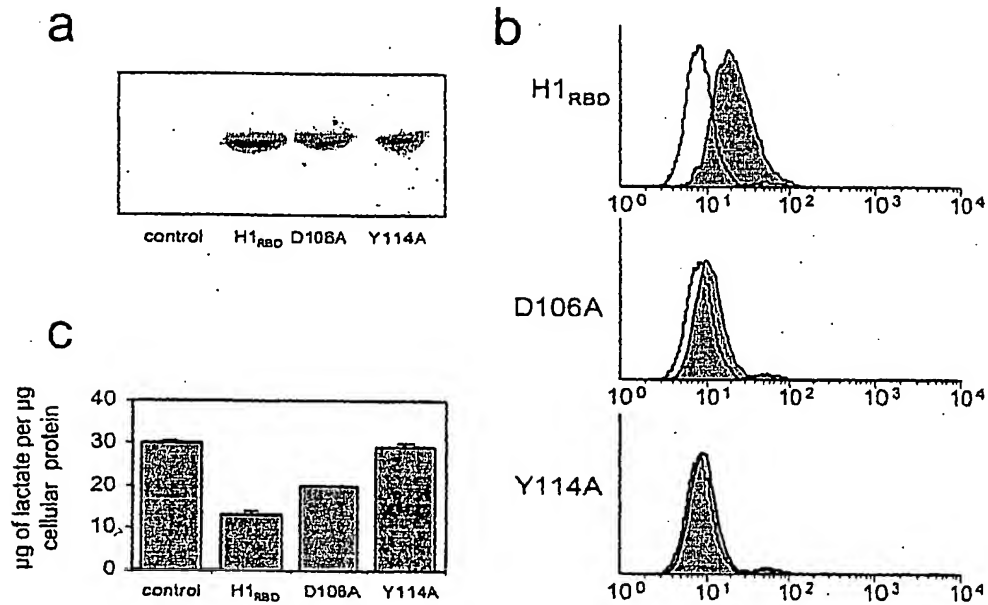 a
control H1RBD D106A Y114A
b
H1RBD
10⁰ 10¹ 10² 10³ 10⁴
D106A
10⁰ 10¹ 10² 10³ 10⁴
Y114A
10⁰ 10¹ 10² 10³ 10⁴
c
µg of lactate per µg
cellular protein
40
30
20
10
0
control H1RBD D106A Y114A